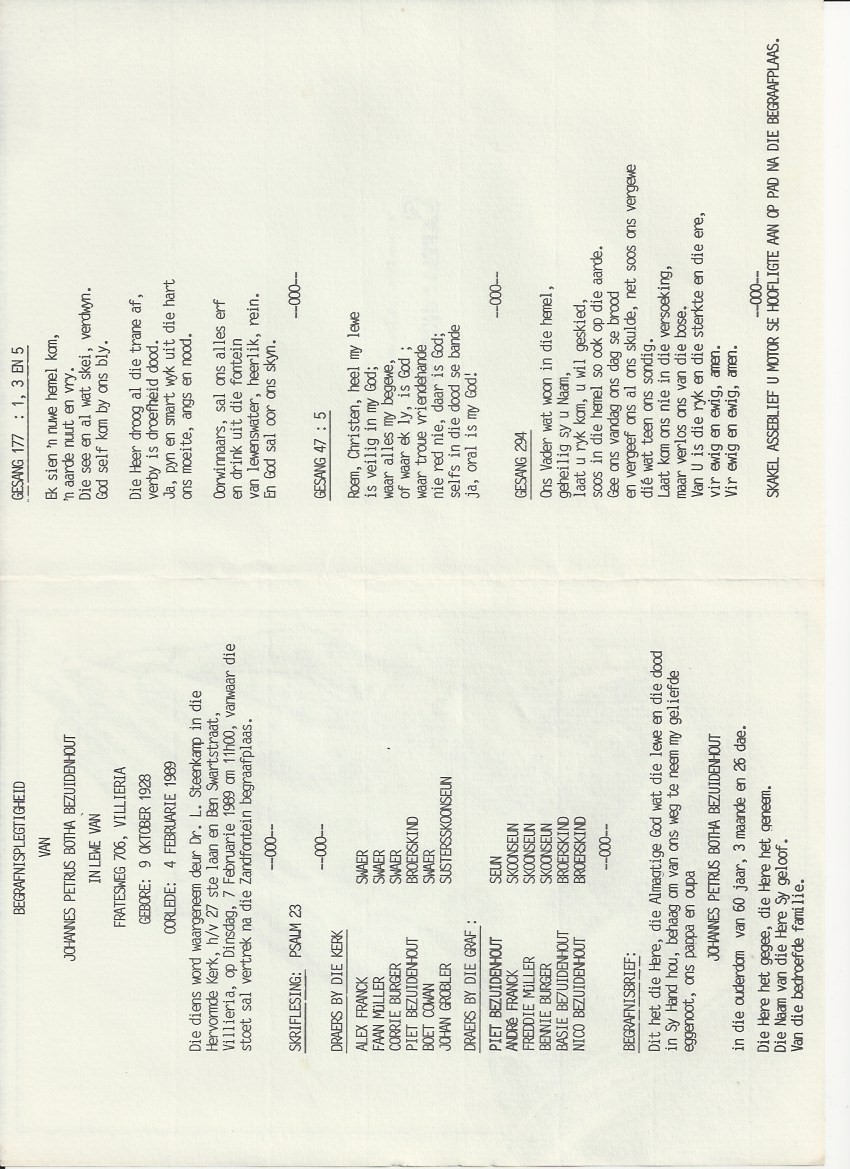 BEGRAFNISPLEGTIGHEID
VAN
JOHANNES PETRUS BOTHA BEZUIDENHOUT
IN LEWE VAN
FRATESWEG 706, VILLIERIA
GEBORE: 9 OKTOBER 1928
OORLEDE: 4 FEBRUARIE 1989
Die diens word waargeneem deur Dr. L. Steenkamp in die
Hervormde Kerk, h/v 27 ste laan en Ben Swartstraat,
Villieria, op Dinsdag, 7 Februarie 1989 om 11h00, vanwaar die
stoet sal vertrek na die Zandfontein begraafplaas.
---oOo---
SKRIFLESING: PSALM 23
---oOo---
DRAERS BY DIE KERK
ALEX FRANCK SWAER
FAAN MüLLER SWAER
CORRIE BURGER SWAER
PIET BEZUIDENHOUT BROERSKIND
BOET COWAN SWAER
JOHAN GROBLER SUSTERSSKOONSEUN
DRAERS BY DIE GRAF :
PIET BEZUIDENHOUT SEUN
ANDRé FRANCK SKOONSEUN
FREDDIE MüLLER SKOONSEUN
BENNIE BURGER SKOONSEUN
BASIE BEZUIDENHOUT BROERSKIND
NICO BEZUIDENHOUT BROERSKIND
---oOo---
BEGRAFNISBRIEF:
Dit het die Here, die Almagtige God wat die lewe en die dood
in Sy Hand hou, behaag om van ons weg te neem my geliefde
eggenoot, ons pappa en oupa
JOHANNES PETRUS BOTHA BEZUIDENHOUT
in die ouderdom van 60 jaar, 3 maande en 26 dae.
Die Here het gegee, die Here het geneem.
Die Naam van die Here Sy geloof.
Van die bedroefde familie.
GESANG 177 : 1, 3 EN 5
Ek sien 'n nuwe hemel kom,
'n aarde nuut en vry.
Die see en al wat skei, verdwyn.
God self kom by ons bly.
Die Heer droog al die trane af,
verby is droefheid dood.
Ja, pyn en smart wyk uit die hart
ons moeite, angs en nood.
Oorwinnaars, sal ons alles erf
en drink uit die fontein
van lewenswater, heerlik, rein.
En God sal oor ons skyn.
---oOo---
GESANG 47 : 5
Roem, Christen, heel my lewe
is veilig in my God;
waar alles my begewe,
of waar ek ly, is God ;
waar troue vriendehande
nie red nie, daar is God;
selfs in die dood se bande
ja, oral is my God!
---oOo---
GESANG 294
Ons Vader wat woon in die hemel,
geheilig sy u Naam,
laat u ryk kom, u wil geskied,
soos in die hemel so ook op die aarde.
Gee ons vandag ons dag se brood
en vergeef ons al ons skulde, net soos ons vergewe
dié wat teen ons sondig.
Laat kom ons nie in die versoeking,
maar verlos ons van die bose.
Van U is die ryk en die sterkte en die ere,
vir ewig en ewig, amen.
Vir ewig en ewig, amen.
---oOo---
SKAKEL ASSEBLIEF U MOTOR SE HOOFLIGTE AAN OP PAD NA DIE BEGRAAFPLAAS.